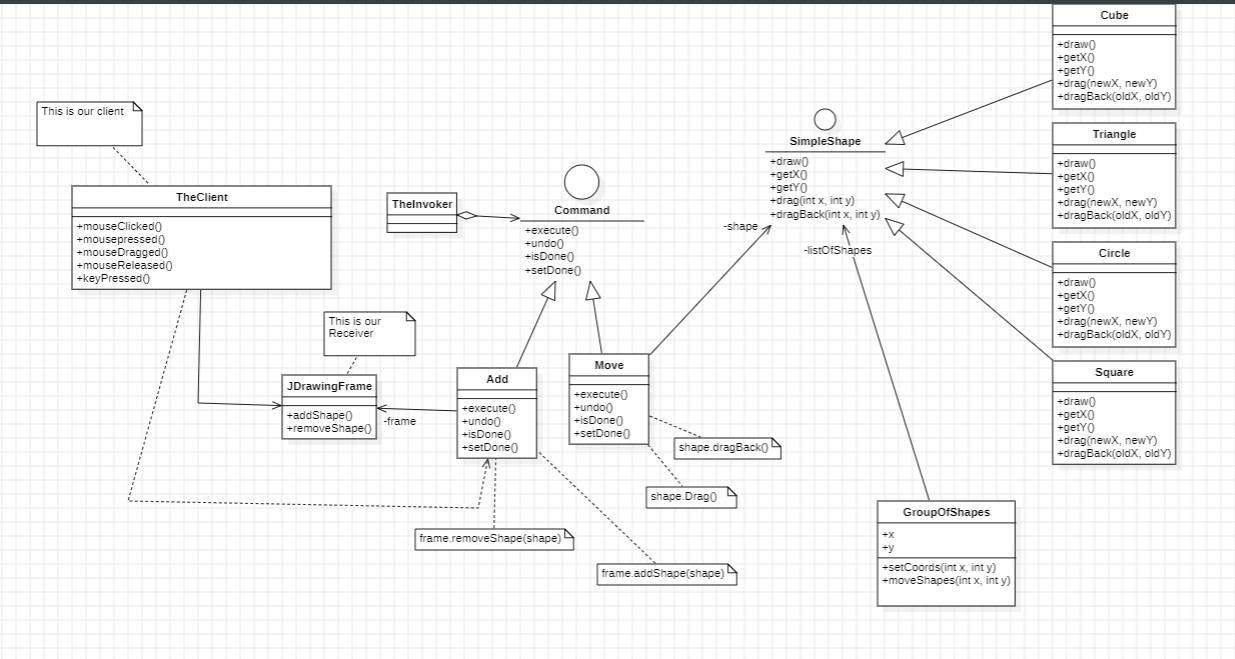 This is our client
TheClient
+mouseClicked()
+mousepressed()
+mouseDragged()
+mouseReleased()
+keyPressed()
TheInvoker
Command
+execute()
+undo()
+isDone()
+setDone()
This is our
Receiver
JDrawingFrame
+addShape()
+removeShape()
-frame
Add
+execute()
+undo()
+isDone()
+setDone()
Move
+execute()
+undo()
+isDone()
+setDone()
shape.dragBack()
shape.Drag()
frame.removeShape(shape)
frame.addShape(shape)
SimpleShape
+draw()
+getX()
+getY()
+drag(int x, int y)
+dragBack(int x, int y)
-shape
-listOfShapes
GroupOfShapes
+x
+y
+setCoords(int x, int y)
+moveShapes(int x, int y)
Cube
+draw()
+getX()
+getY()
+drag(newX, newY)
+dragBack(oldX, oldY)
Triangle
+draw()
+getX()
+getY()
+drag(newX, newY)
+dragBack(oldX, oldY)
Circle
+draw()
+getX()
+getY()
+drag(newX, newY)
+dragBack(oldX, oldY)
Square
+draw()
+getX()
+getY()
+drag(newX, newY)
+dragBack(oldX, oldY)